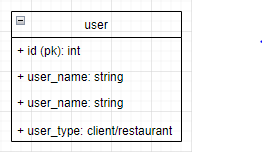 user
+ id (pk): int
+ user_name: string
+ user_name: string
+ user_type: client/restaurant